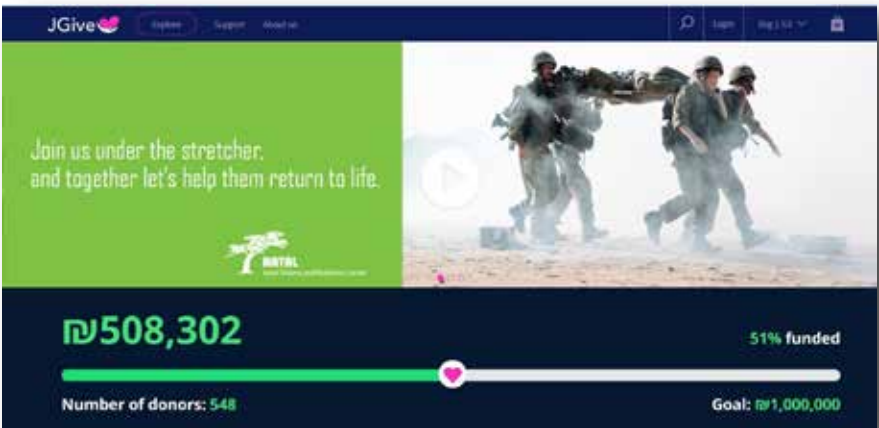 JGive
Explore Support About us
Login
Join us under the stretcher,
and together let's help them return to life.
NATAL
₪508,302
51% funded
Number of donors: 548
Goal: ₪1,000,000